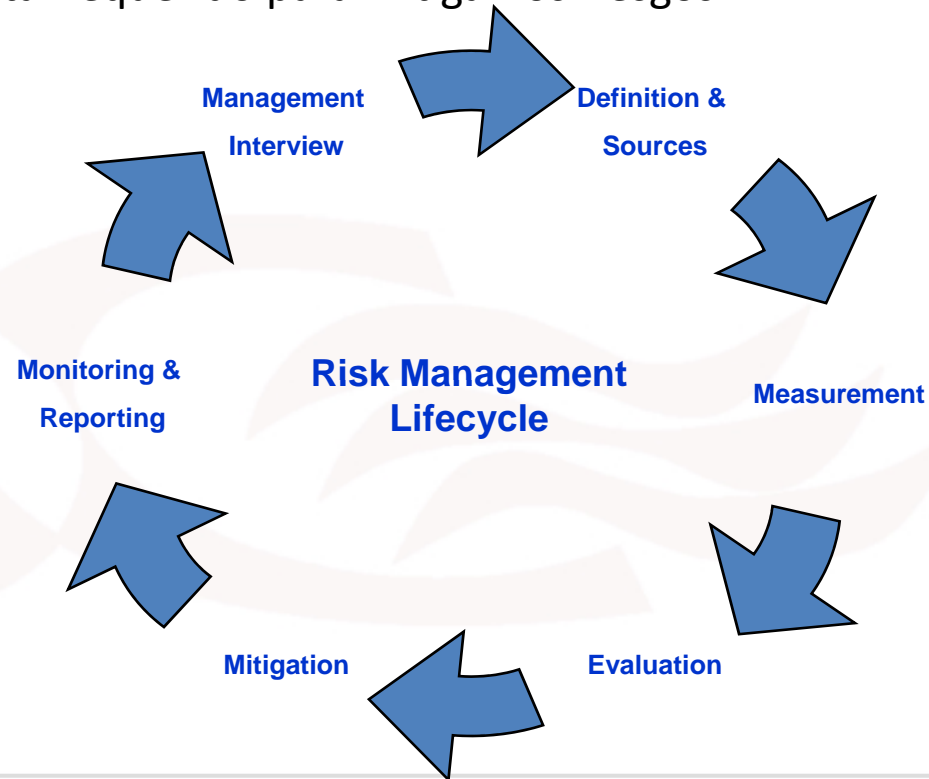 Management
Interview
Definition &
Sources
Monitoring &
Reporting
Risk Management
Lifecycle
Measurement
Mitigation
Evaluation